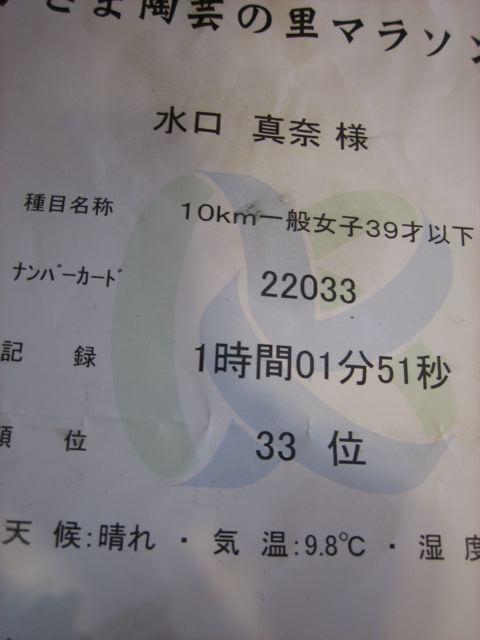 さま陶芸の里マラソン
水口 真奈 様
種目名称 10km一般女子39才以下
ナンバーカード 22033
記録 1時間01分51秒
順位 33 位
天 候:晴れ ・ 気 温:9.8℃ ・ 湿 度